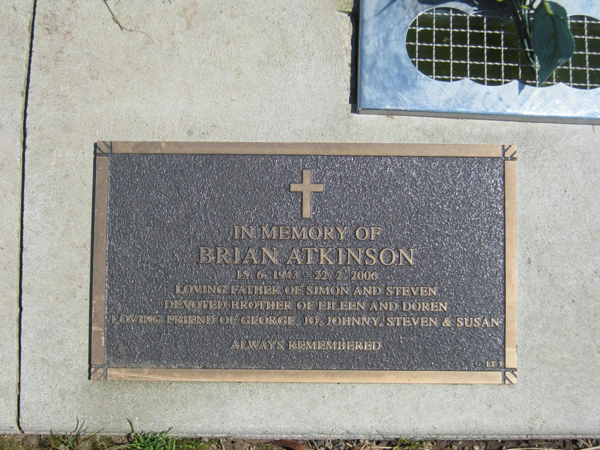 IN MEMORY OF
BRIAN ATKINSON
15. 6. 1943 - 22. 2. 2006
LOVING FATHER OF SIMON AND STEVEN
DEVOTED BROTHER OF EILEEN AND DOREN
LOVING FRIEND OF GEORGE, JO, JOHNNY, STEVEN & SUSAN
ALWAYS REMEMBERED